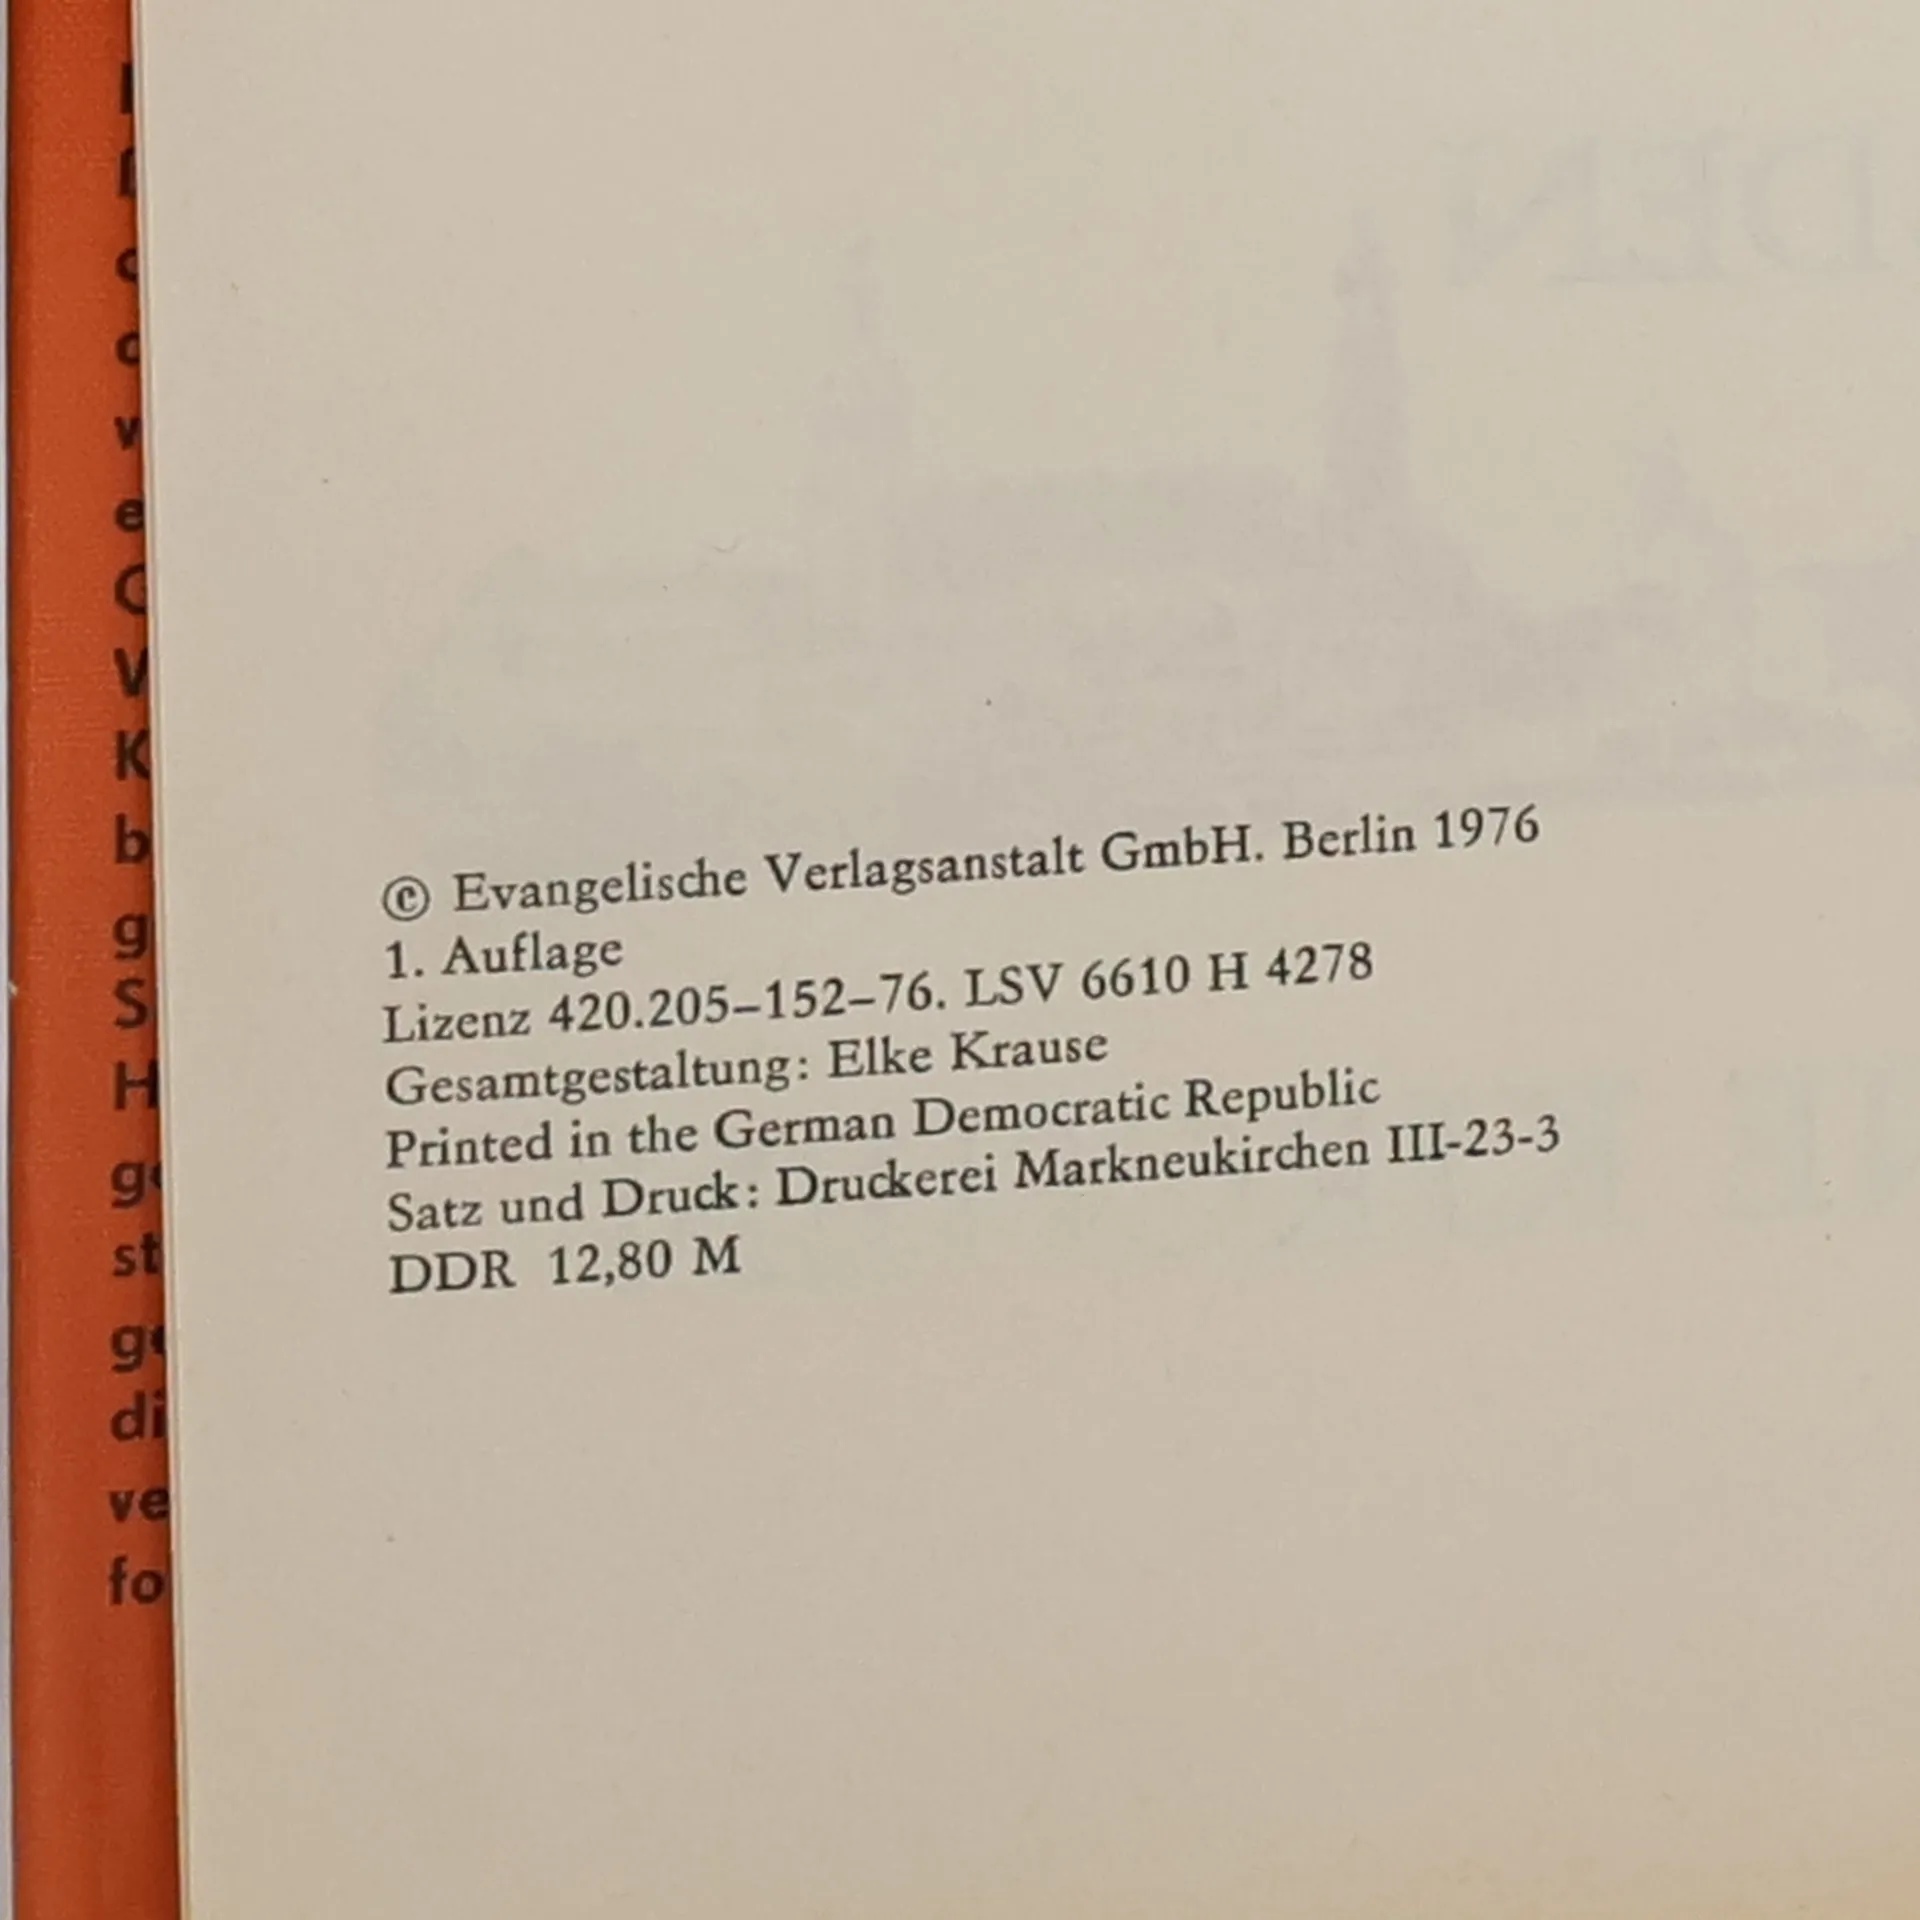 © Evangelische Verlagsanstalt GmbH. Berlin 1976
1. Auflage
Lizenz 420.205–152–76. LSV 6610 H 4278
Gesamtgestaltung: Elke Krause
Printed in the German Democratic Republic
Satz und Druck: Druckerei Markneukirchen III-23-3
DDR 12,80 M